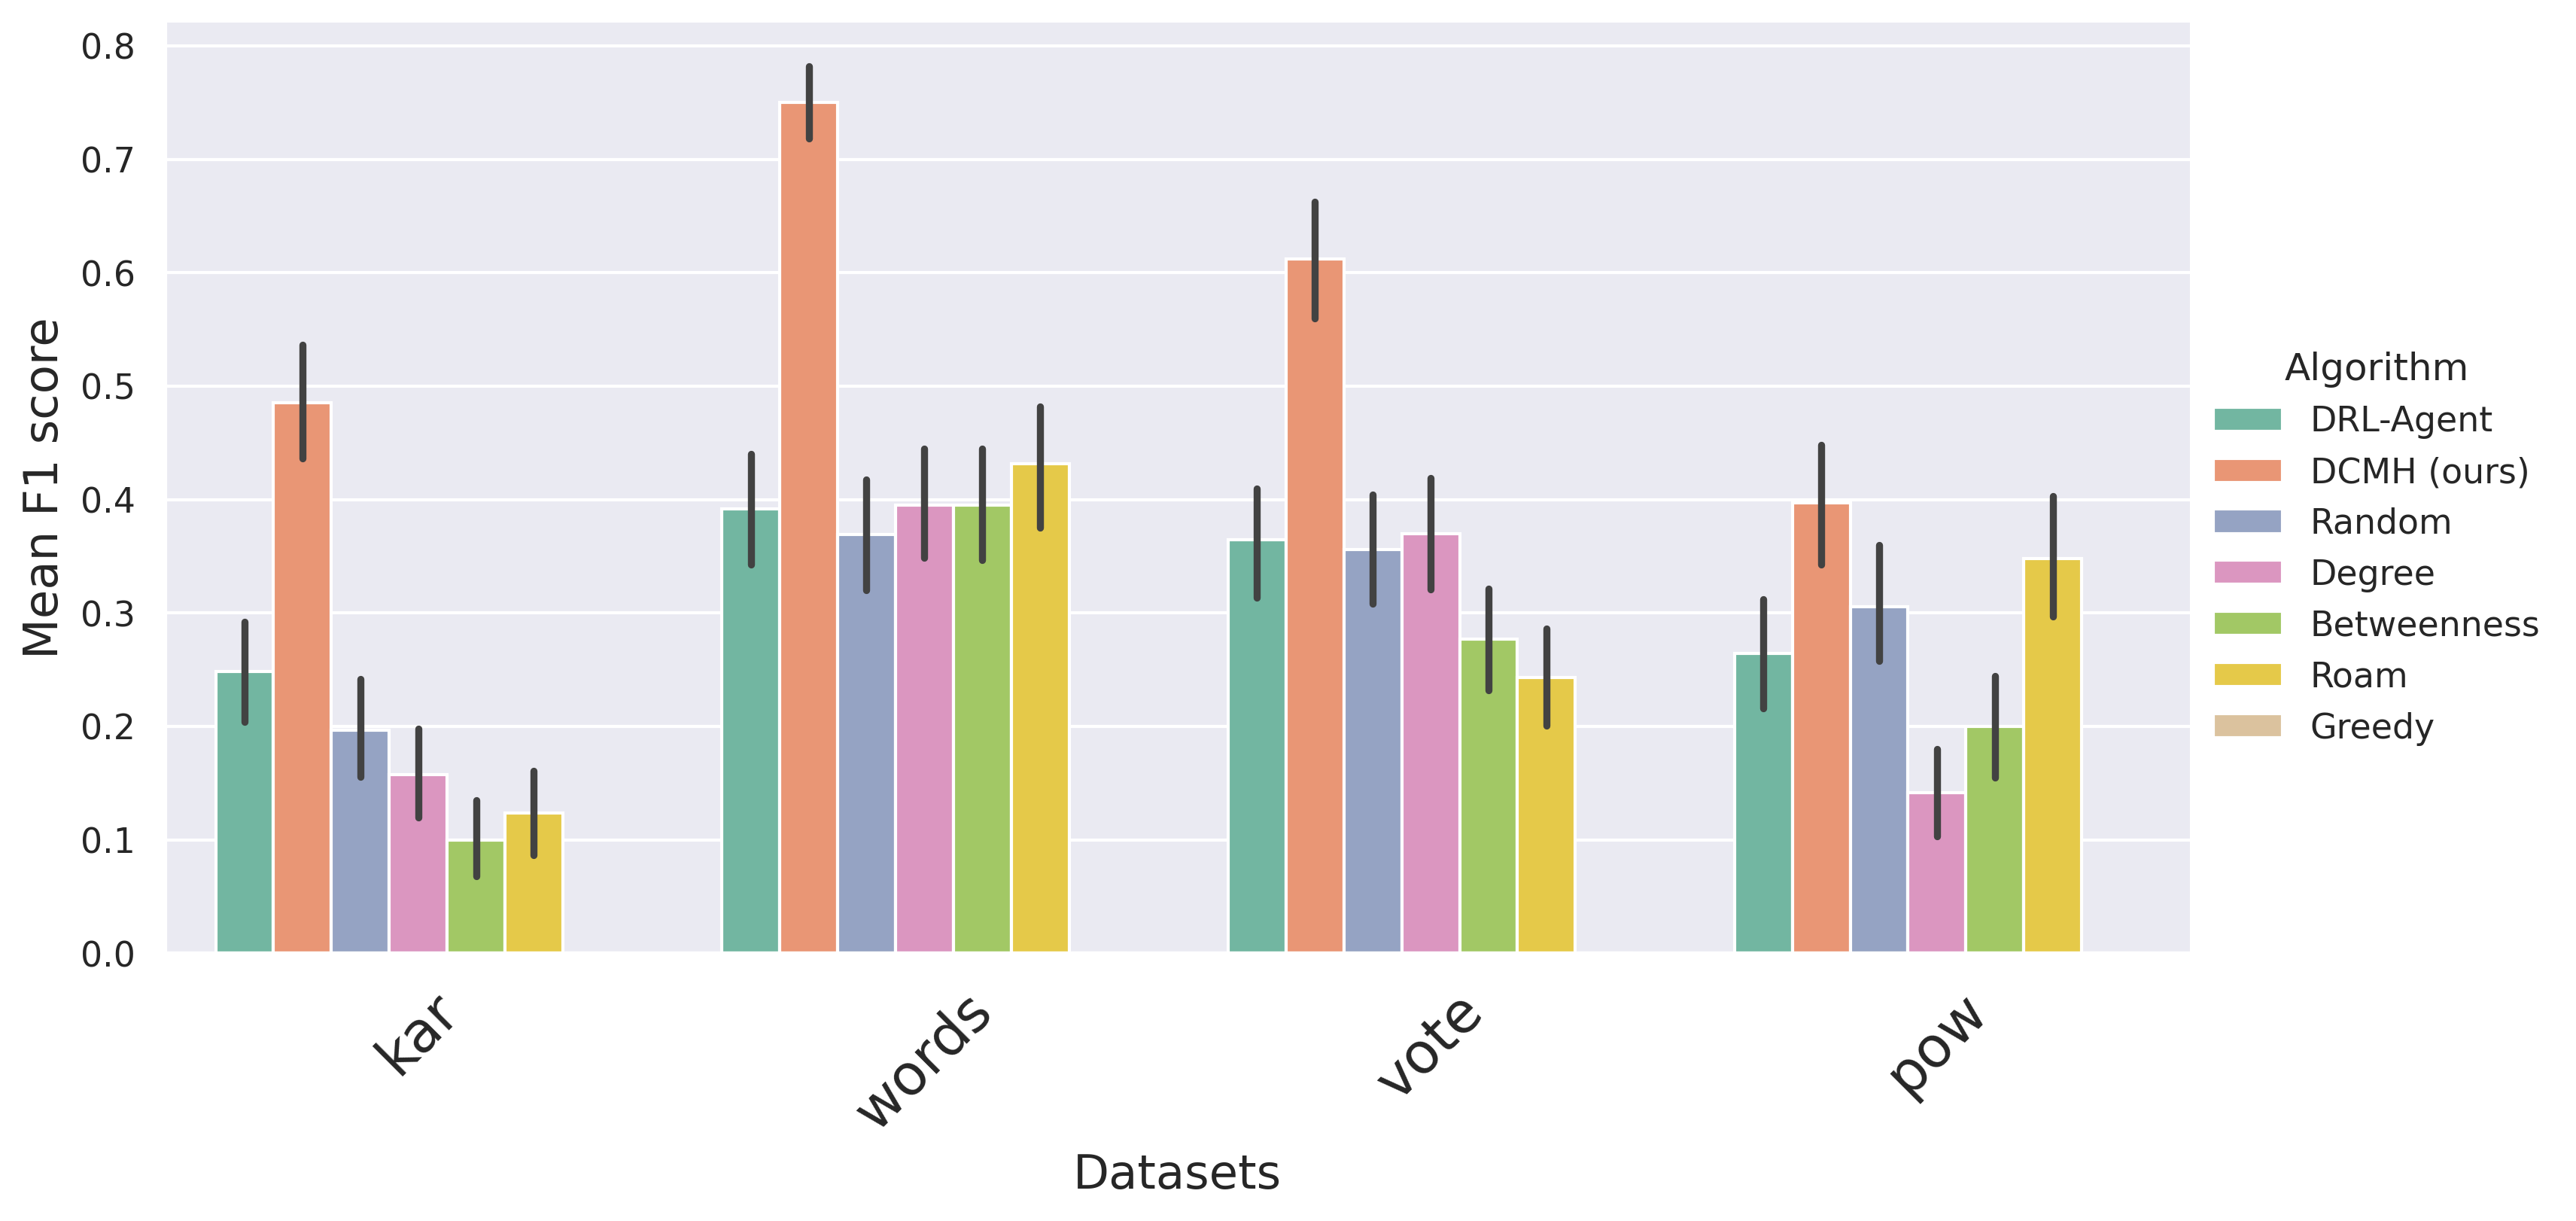 Mean F1 score
0.8
0.7
0.6
0.5
0.4
0.3
0.2
0.1
0.0
kar
words
vote
pow
Datasets
Algorithm
DRL-Agent
DCMH (ours)
Random
Degree
Betweenness
Roam
Greedy